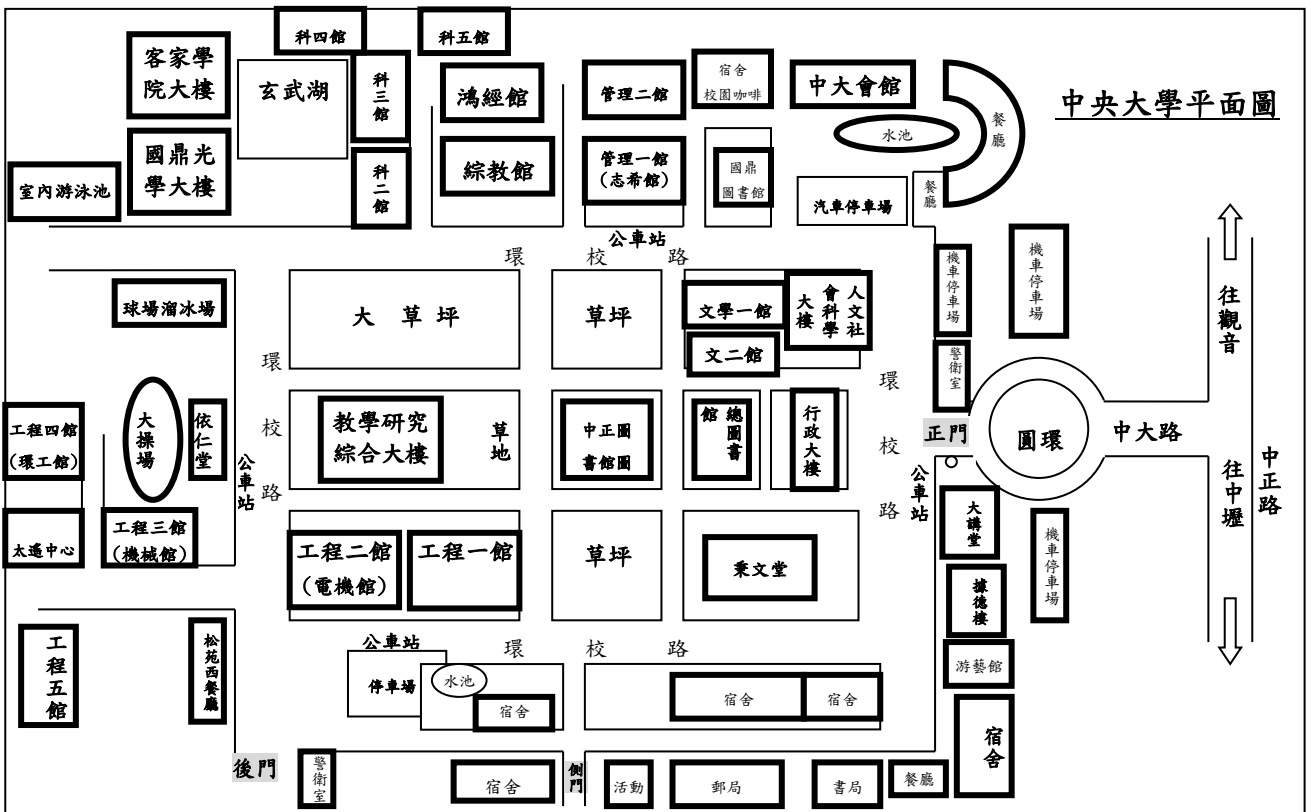 中央大學平面圖
科四館
科五館
客家學
院大樓
玄武湖
科三館
鴻經館
管理二館
宿舍
校園咖啡
中大會館
餐廳
水池
國鼎光
學大樓
室內游泳池
科二館
綜教館
管理一館
(志希館)
國鼎
圖書館
汽車停車場
餐廳
公車站
環校路
機車停車場
機車停車場
往觀音
球場溜冰場
大草坪
草坪
文學一館
人文社
會科學
大樓
文二館
警衛室
環校路
環校路
工程四館
(環工館)
大操場
依仁堂
公車站
教學研究
綜合大樓
草地
中正圖
書館圖
總圖書
館
行政大樓
正門
圓環
中大路
公車站
往中壢
中正路
太遙中心
工程三館
(機械館)
工程二館
(電機館)
工程一館
草坪
秉文堂
大講堂
機車停車場
據德樓
工程五館
松苑西餐廳
公車站
環校路
停車場
水池
宿舍
宿舍
宿舍
游藝館
宿舍
後門
警衛室
宿舍
側門
活動
郵局
書局
餐廳